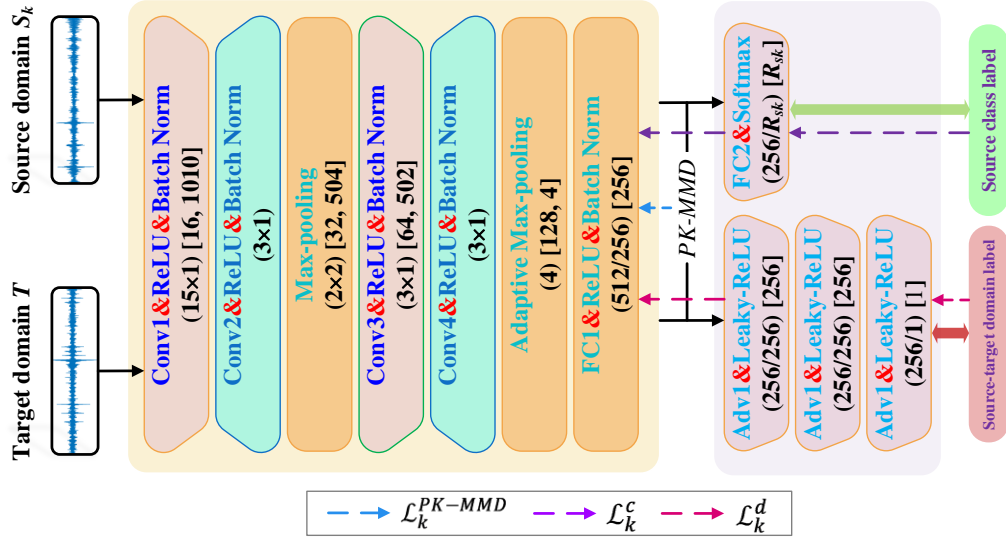 Source domain S_k
Target domain T
Conv1&ReLU&Batch Norm
(15×1) [16, 1010]
Conv2&ReLU&Batch Norm
(3×1)
Max-pooling
(2×2) [32, 504]
Conv3&ReLU&Batch Norm
(3×1) [64, 502]
Conv4&ReLU&Batch Norm
(3×1)
Adaptive Max-pooling
(4) [128, 4]
FC1&ReLU&Batch Norm
(512/256) [256]
PK-MMD
FC2&Softmax
(256/R_{sk}) [R_{sk}]
Source class label
Adv1&Leaky-ReLU
(256/256) [256]
Adv1&Leaky-ReLU
(256/256) [256]
Adv1&Leaky-ReLU
(256/1) [1]
Source-target domain label
ℒ_k^{PK−MMD}
ℒ_k^c
ℒ_k^d